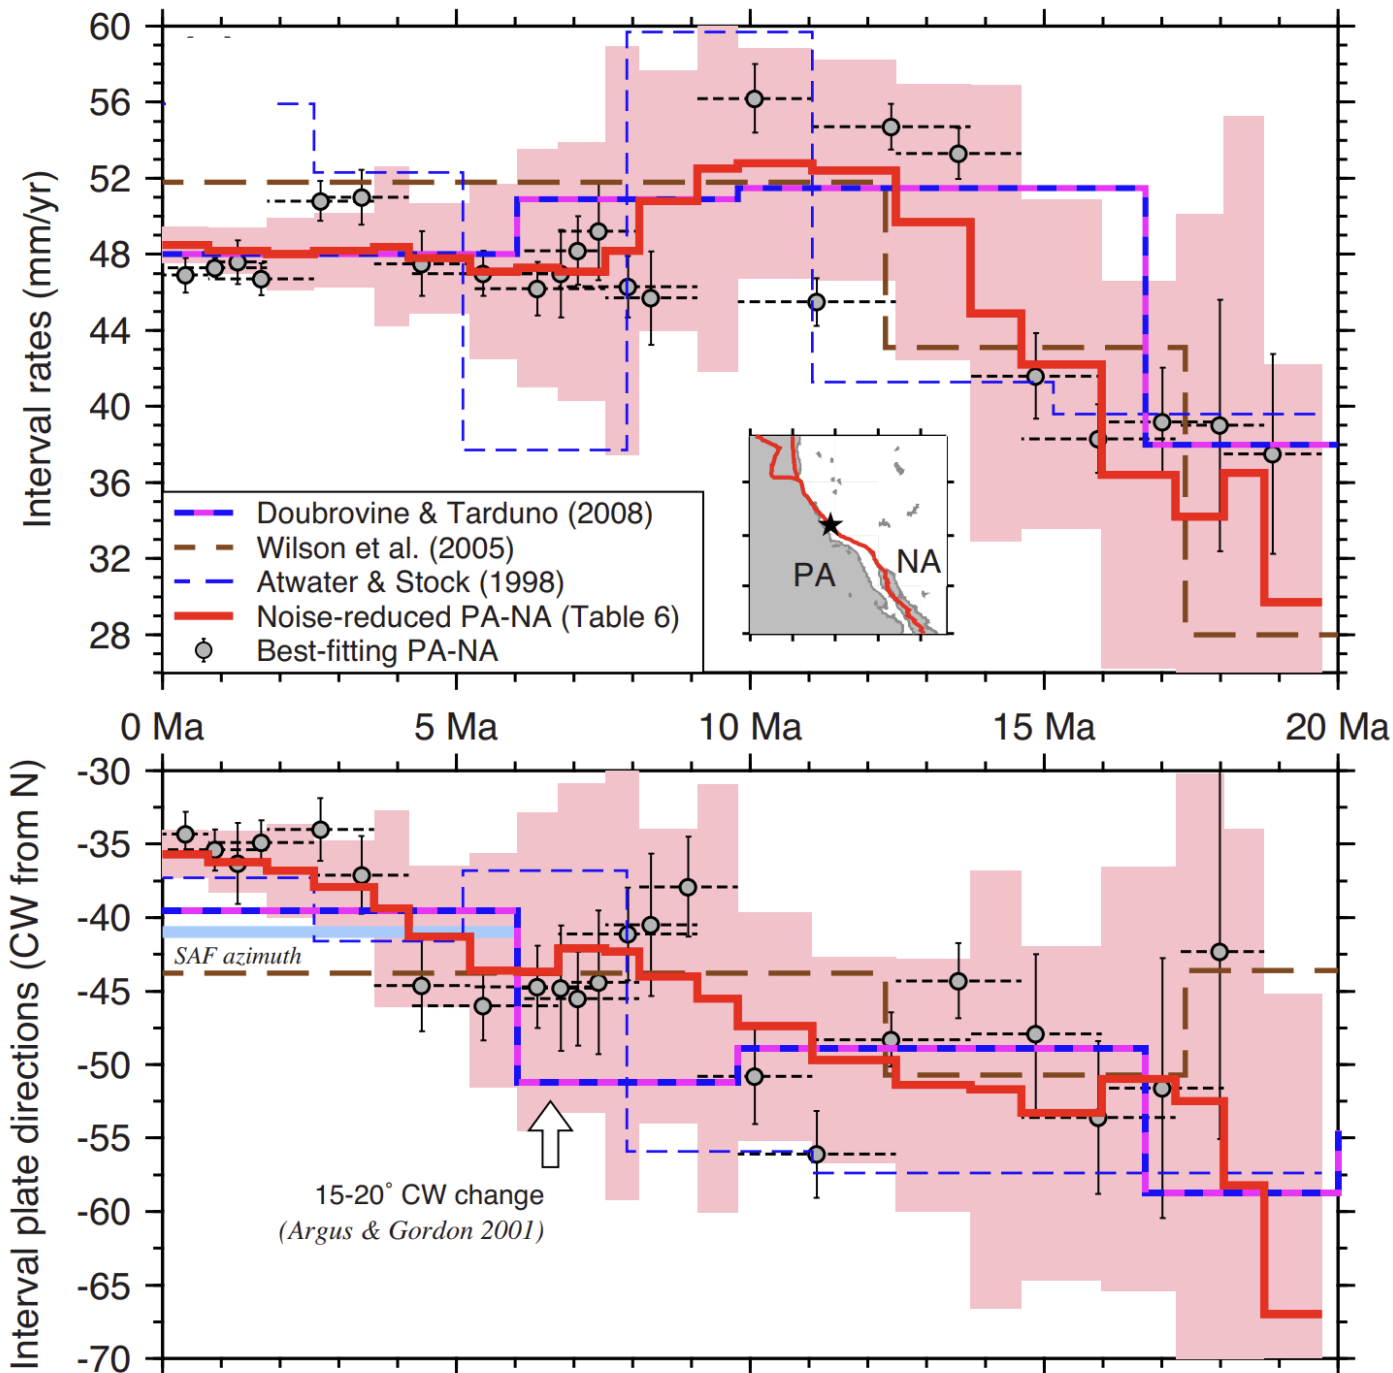 60
56
52
48
44
40
36
32
28
Interval rates (mm/yr)
Doubrovine & Tarduno (2008)
Wilson et al. (2005)
Atwater & Stock (1998)
Noise-reduced PA-NA (Table 6)
Best-fitting PA-NA
PA
NA
0 Ma
5 Ma
10 Ma
15 Ma
20 Ma
-30
-35
-40
-45
-50
-55
-60
-65
-70
Interval plate directions (CW from N)
SAF azimuth
15-20° CW change
(Argus & Gordon 2001)